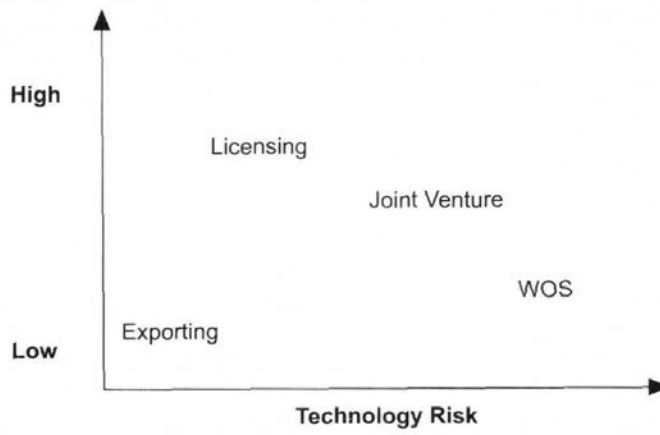 High
Licensing
Joint Venture
WOS
Exporting
Low
Technology Risk